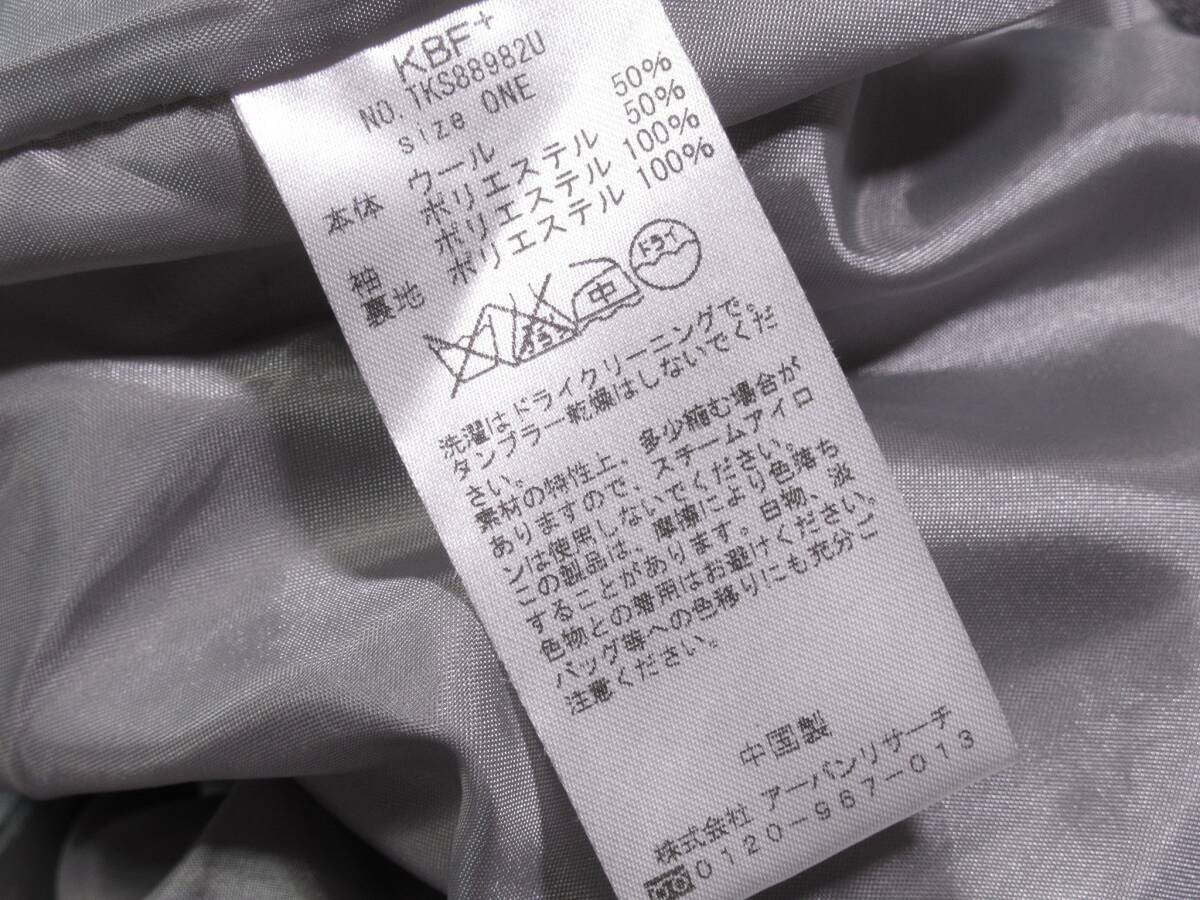 KBF+
NO. TKS88982U
size ONE
本体 ウール 50%
ポリエステル 50%
袖 ポリエステル 100%
裏地 ポリエステル 100%
エンソ
中
ドライ
洗濯はドライクリーニングで。
タンブラー乾燥はしないでくだ
さい。
素材の特性上、多少縮む場合が
ありますので、スチームアイロ
ンは使用しないでください。
この製品は、摩擦により色落ち
することがあります。白物、淡
色物との着用はお避けください。
バッグ等への色移りにも充分ご
注意ください。
中国製
株式会社 アーバンリサーチ
0120-967-013